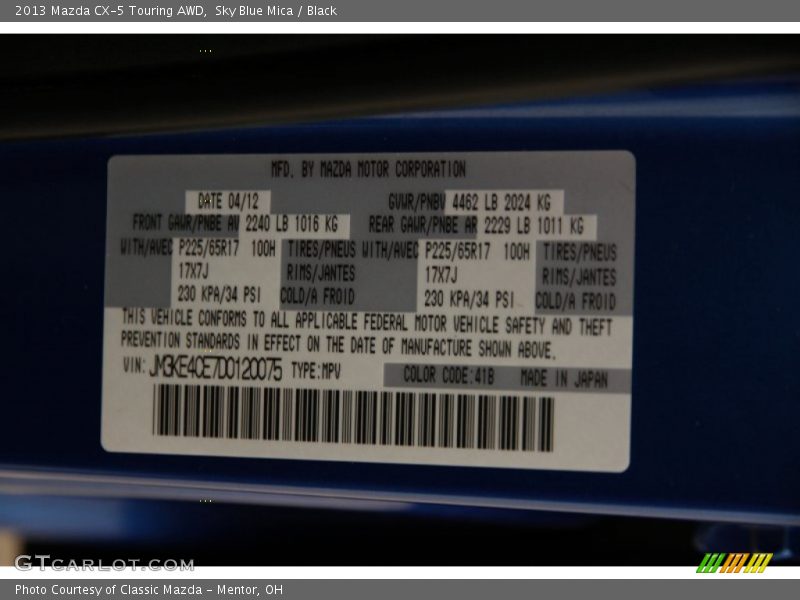 2013 Mazda CX-5 Touring AWD, Sky Blue Mica / Black
MFD. BY MAZDA MOTOR CORPORATION
DATE 04/12 GVWR/PNBV 4462 LB 2024 KG
FRONT GAWR/PNBE AV 2240 LB 1016 KG REAR GAWR/PNBE AR 2229 LB 1011 KG
WITH/AVEC P225/65R17 100H TIRES/PNEUS WITH/AVEC P225/65R17 100H TIRES/PNEUS
17X7J RIMS/JANTES 17X7J RIMS/JANTES
230 KPA/34 PSI COLD/A FROID 230 KPA/34 PSI COLD/A FROID
THIS VEHICLE CONFORMS TO ALL APPLICABLE FEDERAL MOTOR VEHICLE SAFETY AND THEFT
PREVENTION STANDARDS IN EFFECT ON THE DATE OF MANUFACTURE SHOWN ABOVE.
VIN: JM3KE4CE7D0120075 TYPE:MPV COLOR CODE:41B MADE IN JAPAN
GTCARLOT.COM
Photo Courtesy of Classic Mazda - Mentor, OH